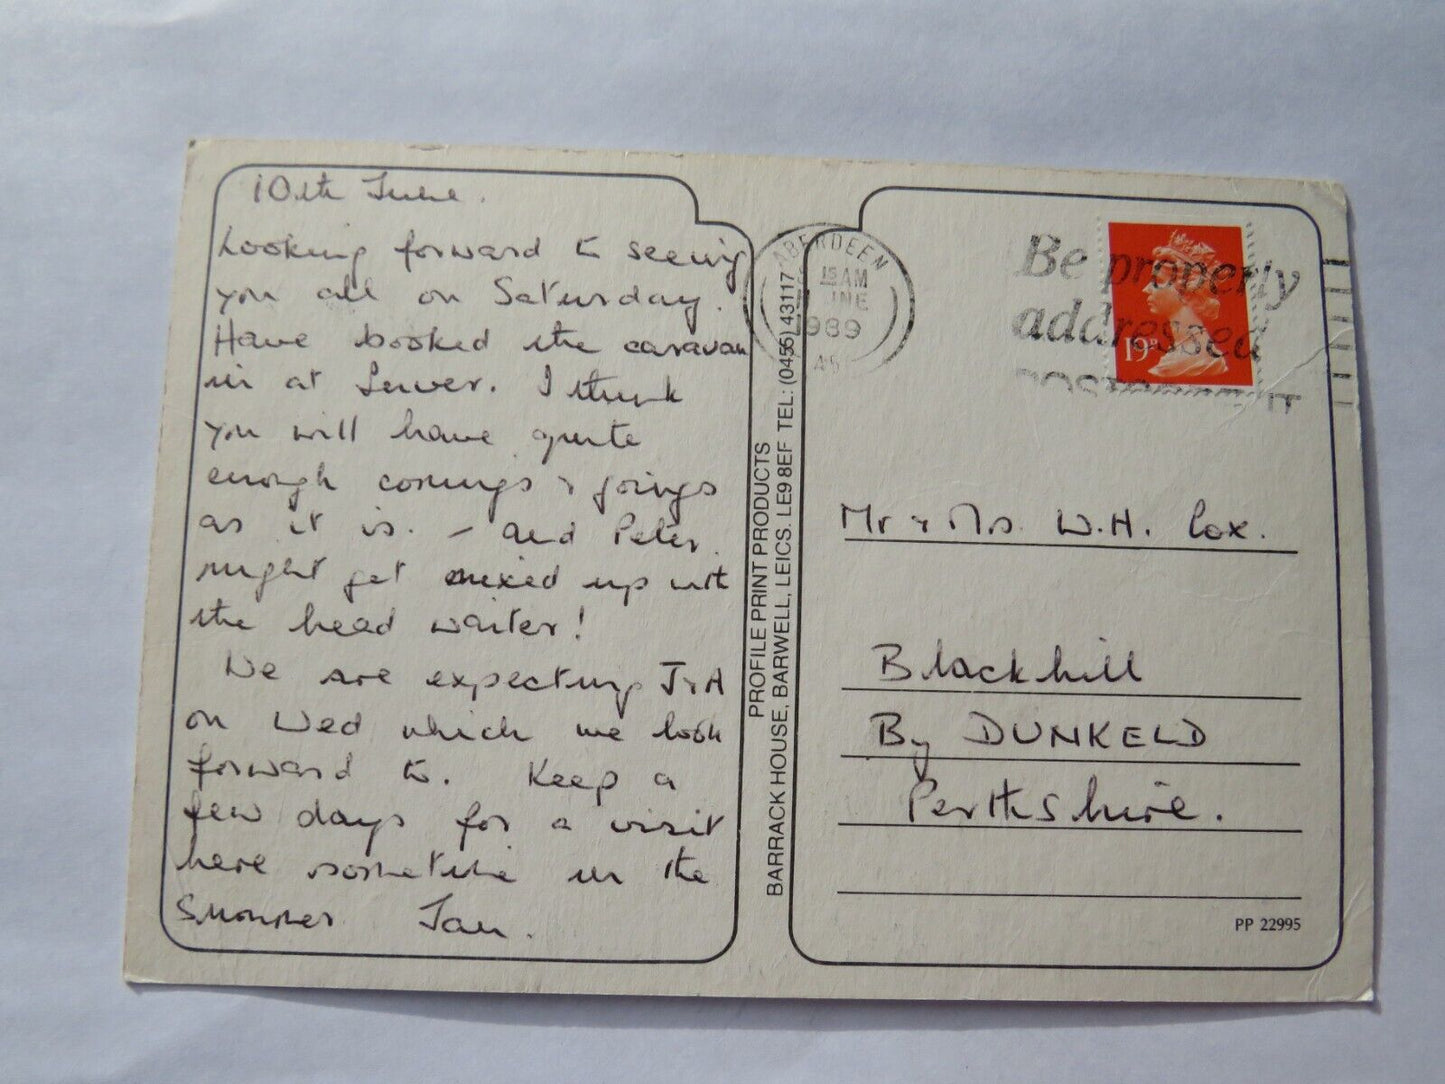 10th June.
Looking forward to seeing
you all on Saturday.
Have booked the caravan
in at Inver. I think
you will have quite
enough comings & goings
as it is. - and Peter
might get mixed up with
the head waiter!
We are expecting J & A
on Wed which we look
forward to. Keep a
few days for a visit
here sometime in the
Summer Jan.
PROFILE PRINT PRODUCTS
BARRACK HOUSE, BARWELL, LEICS. LE9 8EF TEL: (0455) 43117
ABERDEEN
AM
UNE
1989
Be properly
addressed
19
Mr & Mrs W.H. Cox.
Blackhill
By DUNKELD
Perthshire.
PP 22995